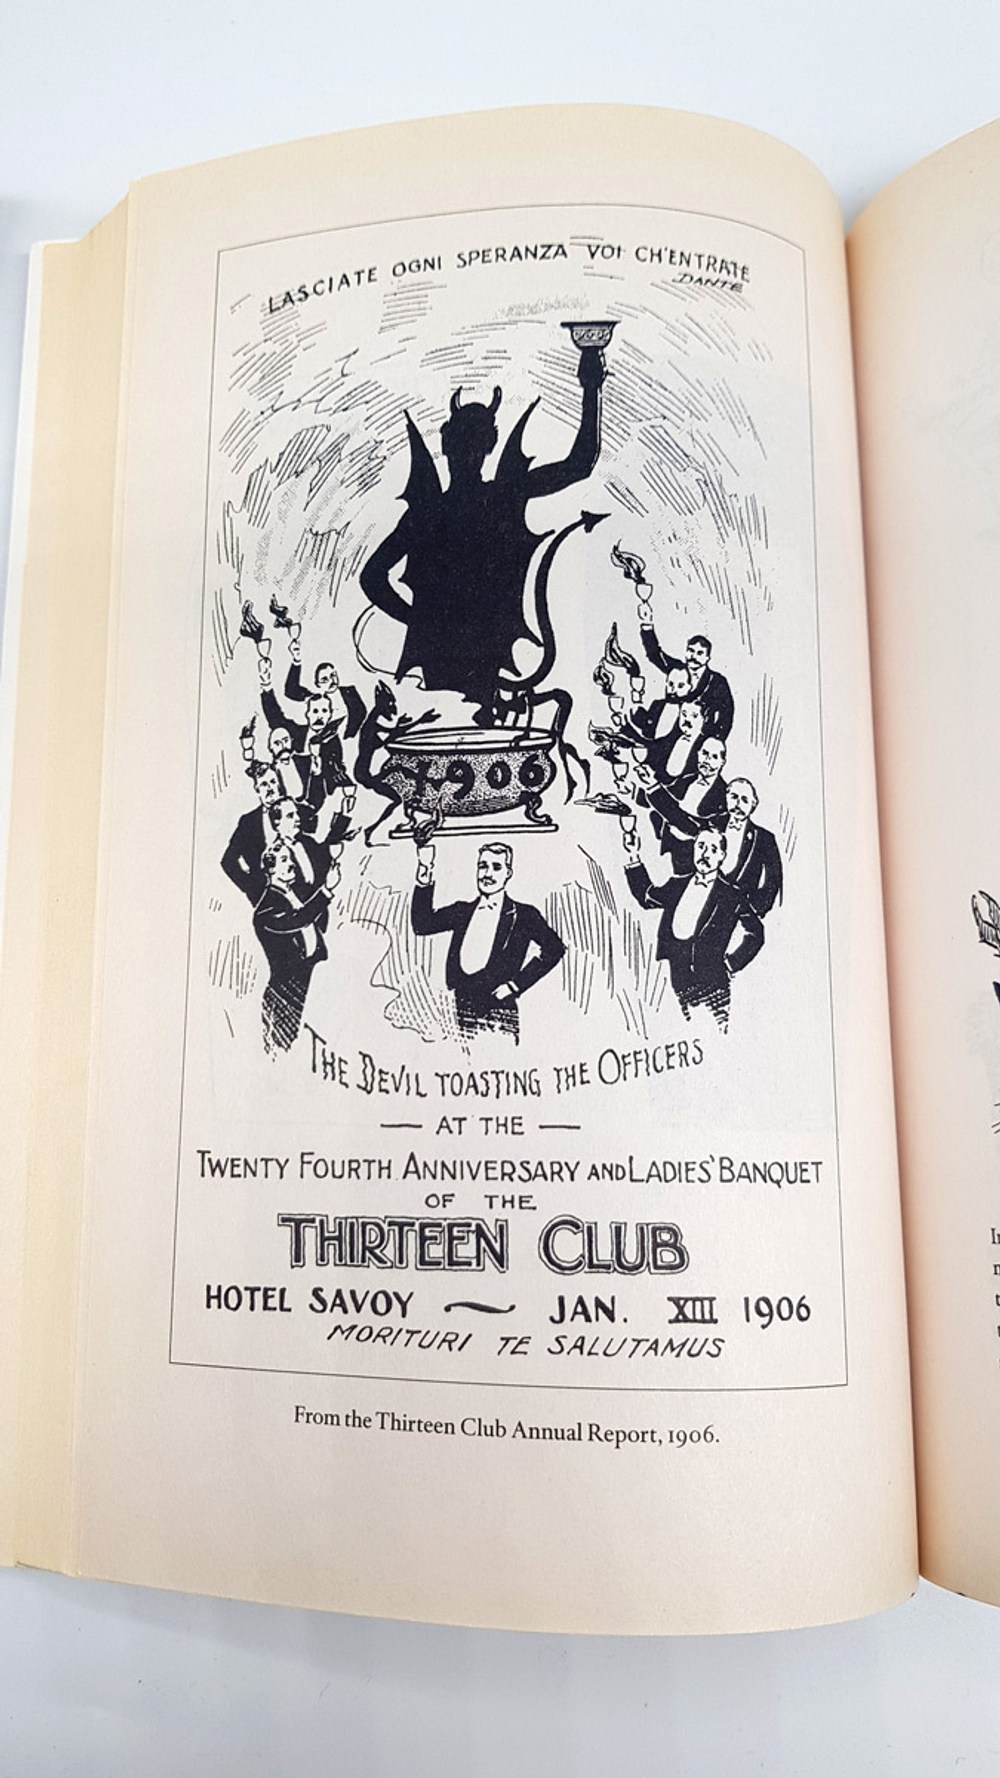 LASCIATE OGNI SPERANZA VOI CH'ENTRATE
DANTE
1906
THE DEVIL TOASTING THE OFFICERS
— AT THE —
TWENTY FOURTH ANNIVERSARY AND LADIES' BANQUET
OF THE
THIRTEEN CLUB
HOTEL SAVOY ~ JAN. XIII 1906
MORITURI TE SALUTAMUS
From the Thirteen Club Annual Report, 1906.